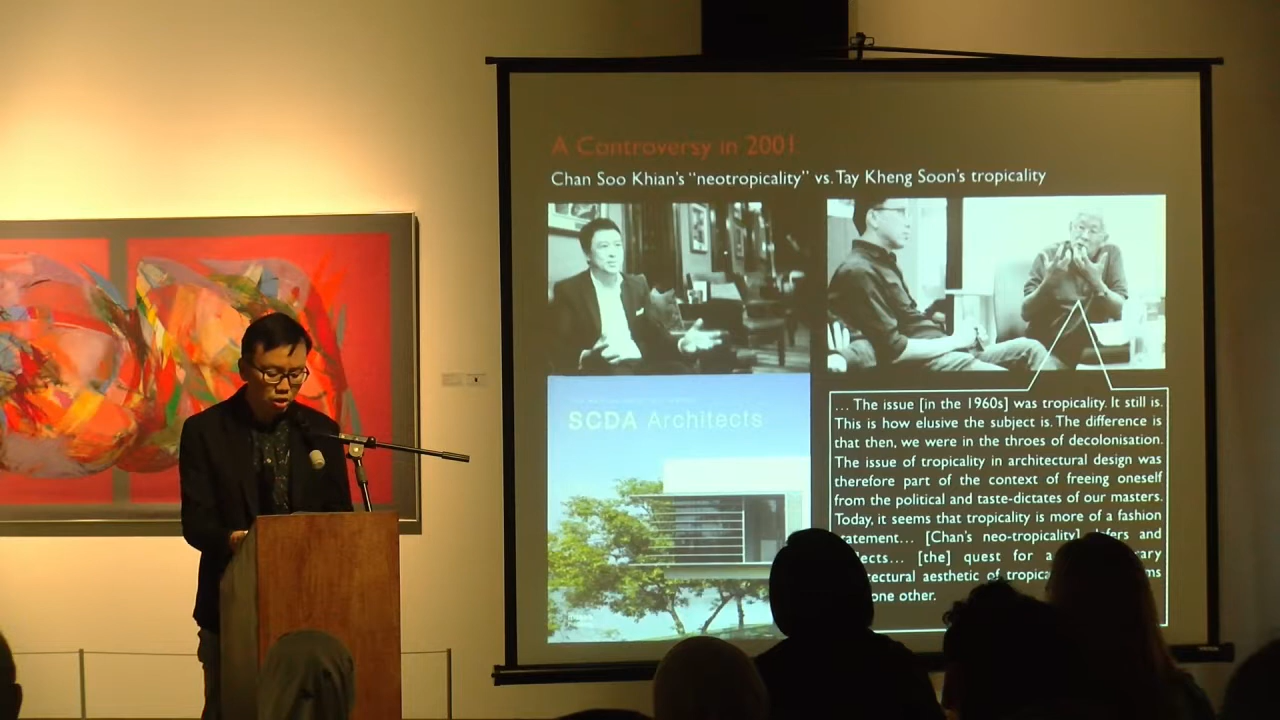 A Controversy in 2001
Chan Soo Khian's "neotropicality" vs. Tay Kheng Soon's tropicality
SCDA Architects
... The issue [in the 1960s] was tropicality. It still is.
This is how elusive the subject is. The difference is
that then, we were in the throes of decolonisation.
The issue of tropicality in architectural design was
therefore part of the context of freeing oneself
from the political and taste-dictates of our masters.
Today, it seems that tropicality is more of a fashion
statement... [Chan's neo-tropicality] and
[the] quest for a
aesthetic of
one other.